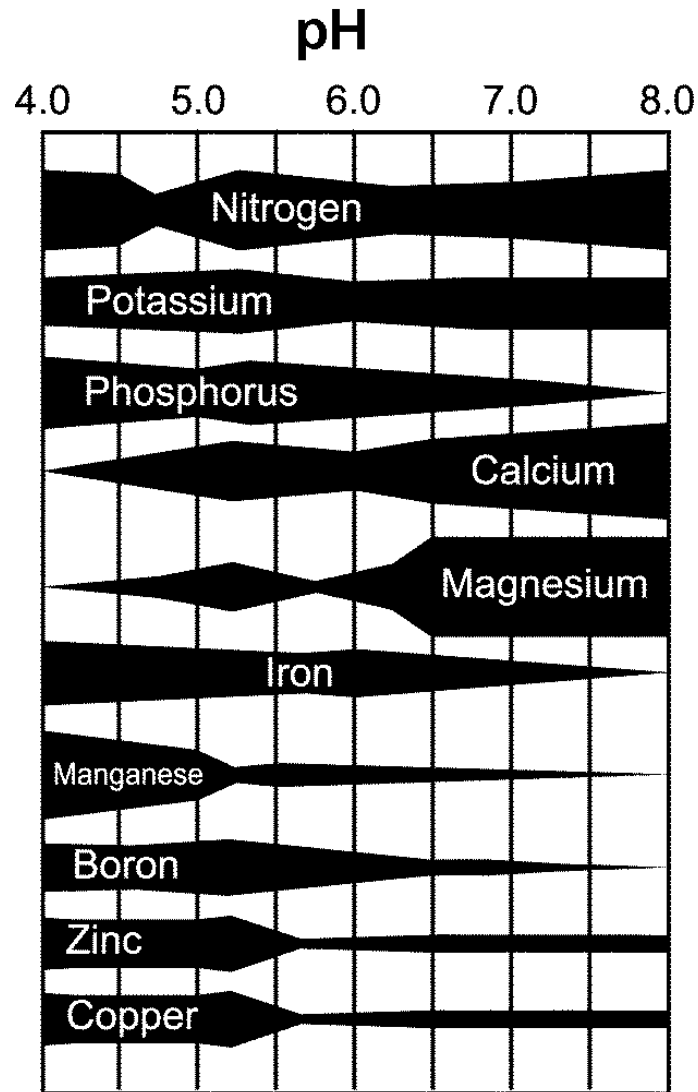 pH
4.0 5.0 6.0 7.0 8.0
Nitrogen
Potassium
Phosphorus
Calcium
Magnesium
Iron
Manganese
Boron
Zinc
Copper